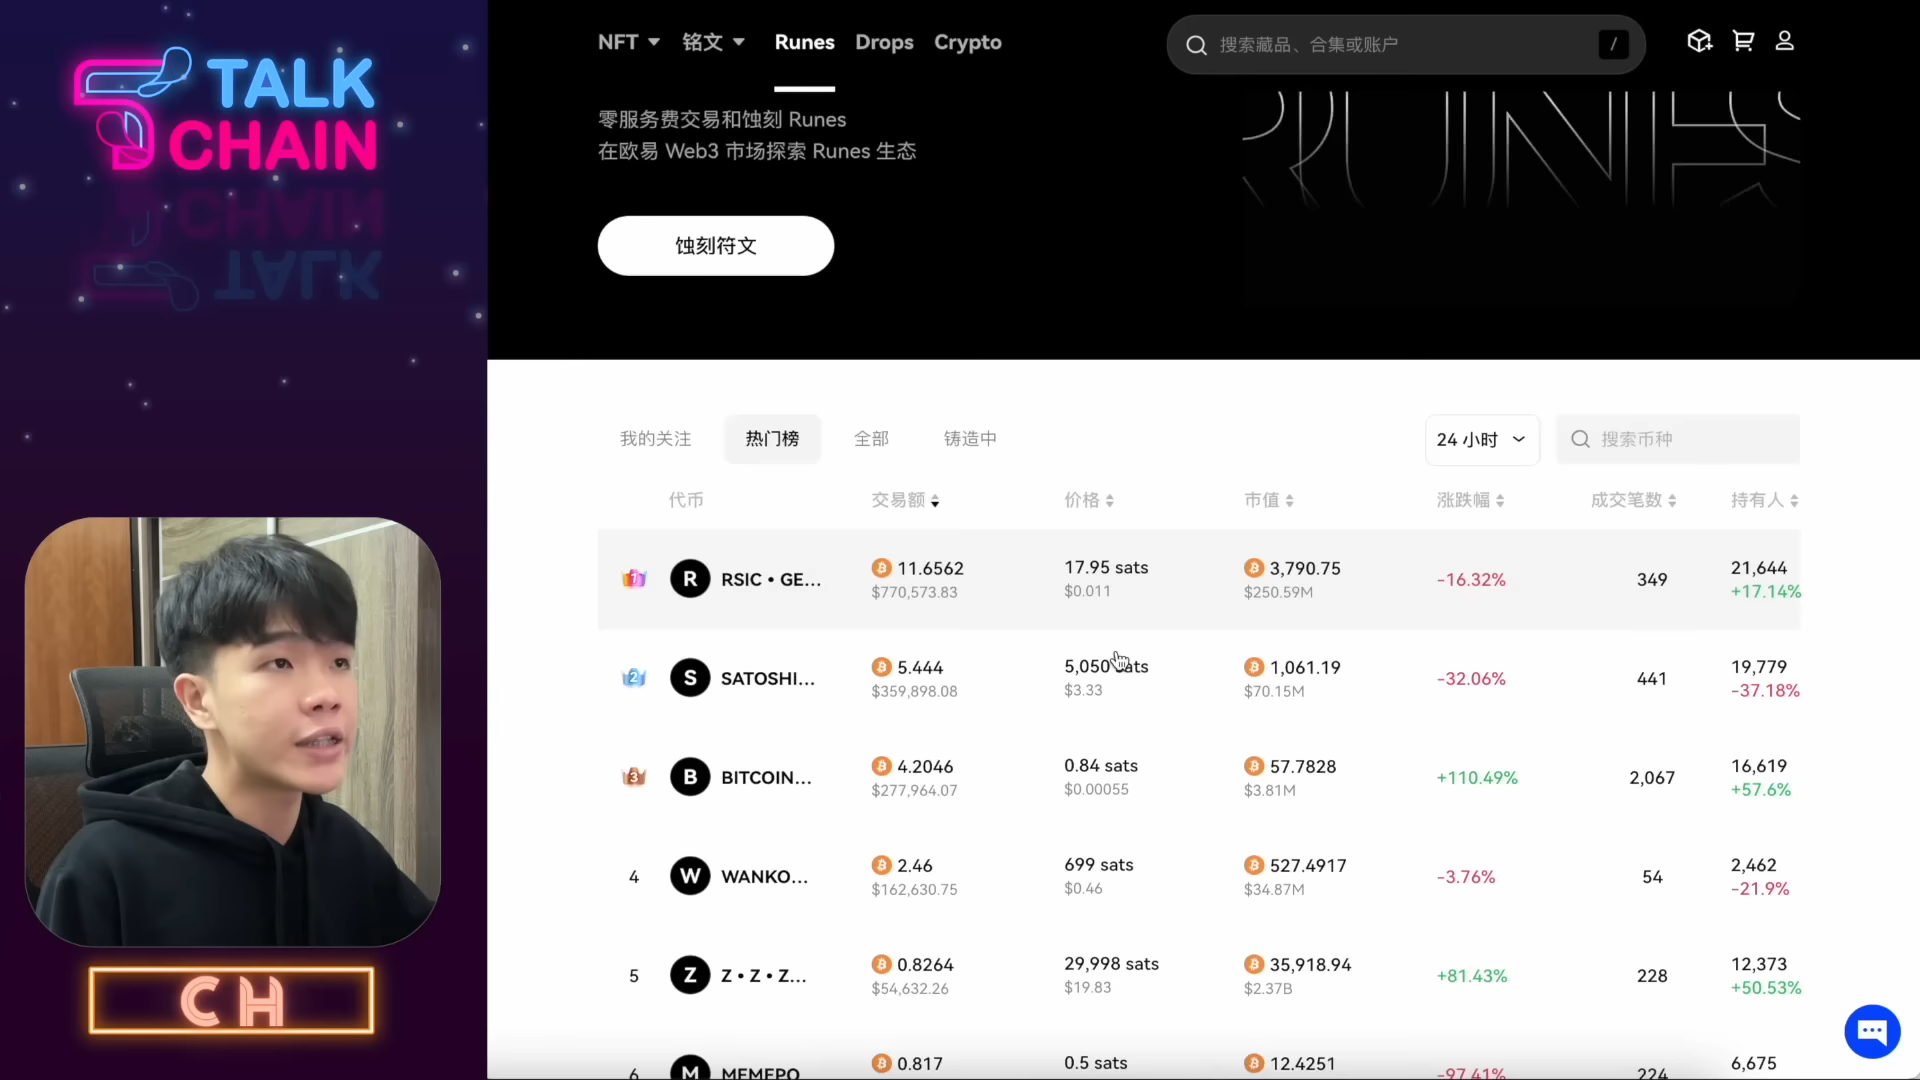 TALK
CHAIN
CH
NFT 铭文 Runes Drops Crypto
搜索藏品、合集或账户 /
零服务费交易和蚀刻 Runes
在欧易 Web3 市场探索 Runes 生态
RUNES
蚀刻符文
我的关注 热门榜 全部 铸造中 24 小时 搜索币种
代币 交易额 价格 市值 涨跌幅 成交笔数 持有人
1 R RSIC • GE... 11.6562 17.95 sats 3,790.75 -16.32% 349 21,644
$770,573.83 $0.011 $250.59M +17.14%
2 S SATOSHI... 5.444 5,050 sats 1,061.19 -32.06% 441 19,779
$359,898.08 $3.33 $70.15M -37.18%
3 B BITCOIN... 4.2046 0.84 sats 57.7828 +110.49% 2,067 16,619
$277,964.07 $0.00055 $3.81M +57.6%
4 W WANKO... 2.46 699 sats 527.4917 -3.76% 54 2,462
$162,630.75 $0.46 $34.87M -21.9%
5 Z Z • Z • Z... 0.8264 29,998 sats 35,918.94 +81.43% 228 12,373
$54,632.26 $19.83 $2.37B +50.53%
6 M MEMEPO 0.817 0.5 sats 12.4251 -97.41% 224 6,675